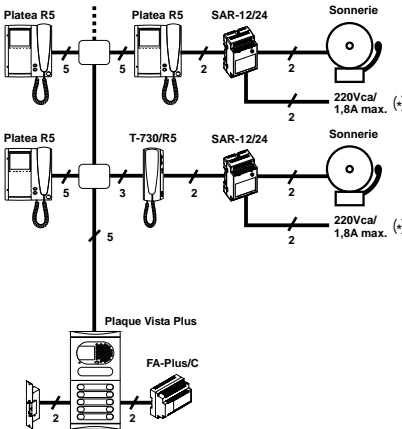 Platea R5 Platea R5 SAR-12/24 Sonnerie
5 5 2 2
2 220Vca/ (*)
1,8A max.
Platea R5 T-730/R5 SAR-12/24 Sonnerie
5 3 2 2
2 220Vca/ (*)
1,8A max.
5
Plaque Vista Plus
FA-Plus/C
2 2